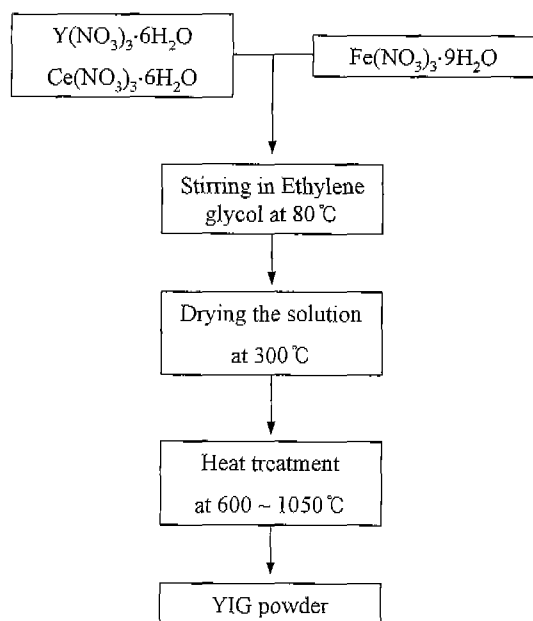 Y(NO₃)₃·6H₂O
Ce(NO₃)₃·6H₂O
Fe(NO₃)₃·9H₂O
Stirring in Ethylene
glycol at 80℃
Drying the solution
at 300℃
Heat treatment
at 600 ~ 1050℃
YIG powder